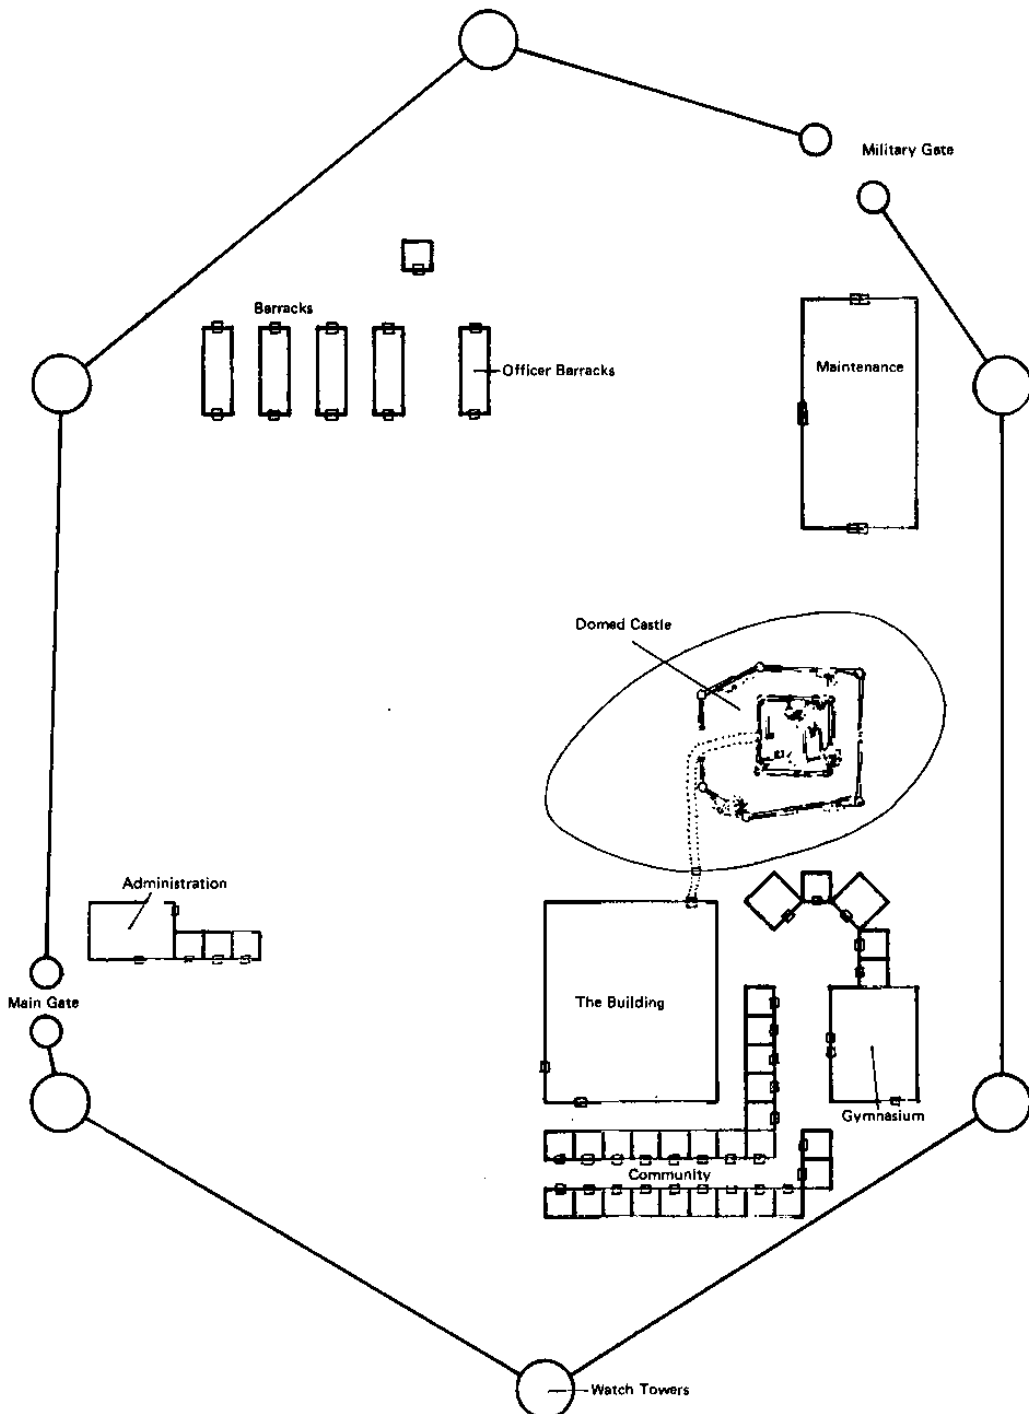 Military Gate
Barracks
Officer Barracks
Maintenance
Domed Castle
Administration
Main Gate
The Building
Gymnasium
Community
Watch Towers